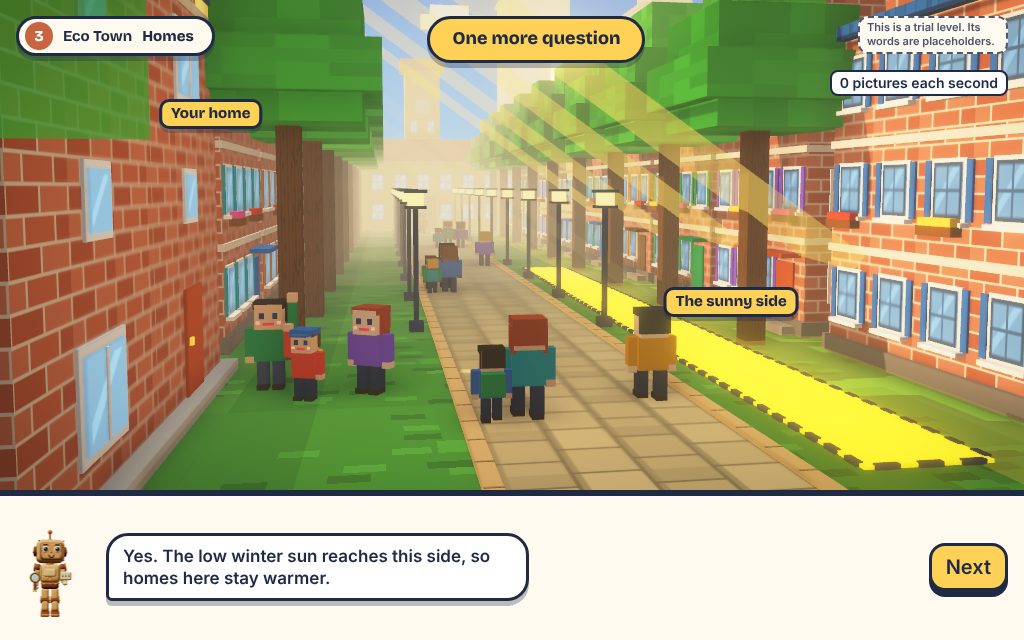 3 Eco Town Homes
One more question
This is a trial level. Its
words are placeholders.
0 pictures each second
Your home
The sunny side
Yes. The low winter sun reaches this side, so
homes here stay warmer.
Next